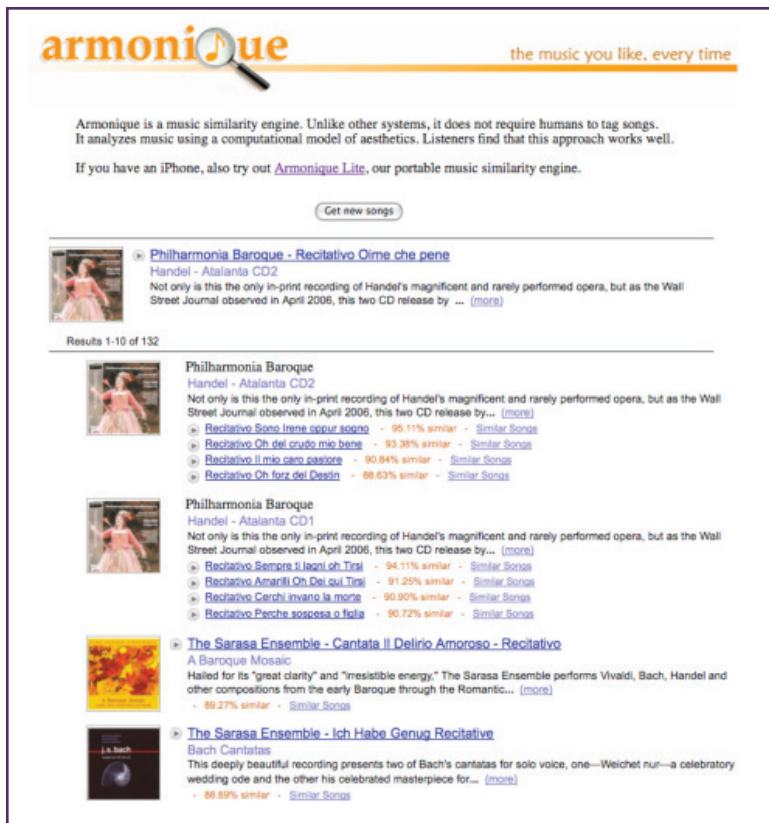 armonique
the music you like, every time
Armonique is a music similarity engine. Unlike other systems, it does not require humans to tag songs.
It analyzes music using a computational model of aesthetics. Listeners find that this approach works well.
If you have an iPhone, also try out Armonique Lite, our portable music similarity engine.
Get new songs
Philharmonia Baroque - Recitativo Oime che pene
Handel - Atalanta CD2
Not only is this the only in-print recording of Handel's magnificent and rarely performed opera, but as the Wall
Street Journal observed in April 2006, this two CD release by ... (more)
Results 1-10 of 132
Philharmonia Baroque
Handel - Atalanta CD2
Not only is this the only in-print recording of Handel's magnificent and rarely performed opera, but as the Wall
Street Journal observed in April 2006, this two CD release by... (more)
Recitativo Sono Irene oppur sogno - 95.11% similar - Similar Songs
Recitativo Oh del crudo mio bene - 93.38% similar - Similar Songs
Recitativo Il mio caro pastore - 90.84% similar - Similar Songs
Recitativo Oh forz del Destin - 88.63% similar - Similar Songs
Philharmonia Baroque
Handel - Atalanta CD1
Not only is this the only in-print recording of Handel's magnificent and rarely performed opera, but as the Wall
Street Journal observed in April 2006, this two CD release by... (more)
Recitativo Sempre ti lagni oh Tirsi - 94.11% similar - Similar Songs
Recitativo Amarilli Oh Dei qui Tirsi - 91.25% similar - Similar Songs
Recitativo Cerchi invano la morte - 90.90% similar - Similar Songs
Recitativo Perche sospesa o figlia - 90.72% similar - Similar Songs
The Sarasa Ensemble - Cantata Il Delirio Amoroso - Recitativo
A Baroque Mosaic
Hailed for its "great clarity" and "irresistible energy," The Sarasa Ensemble performs Vivaldi, Bach, Handel and
other compositions from the early Baroque through the Romantic... (more)
- 89.27% similar - Similar Songs
j.s. bach
The Sarasa Ensemble - Ich Habe Genug Recitative
Bach Cantatas
This deeply beautiful recording presents two of Bach's cantatas for solo voice, one—Weichet nur—a celebratory
wedding ode and the other his celebrated masterpiece for... (more)
- 88.89% similar - Similar Songs